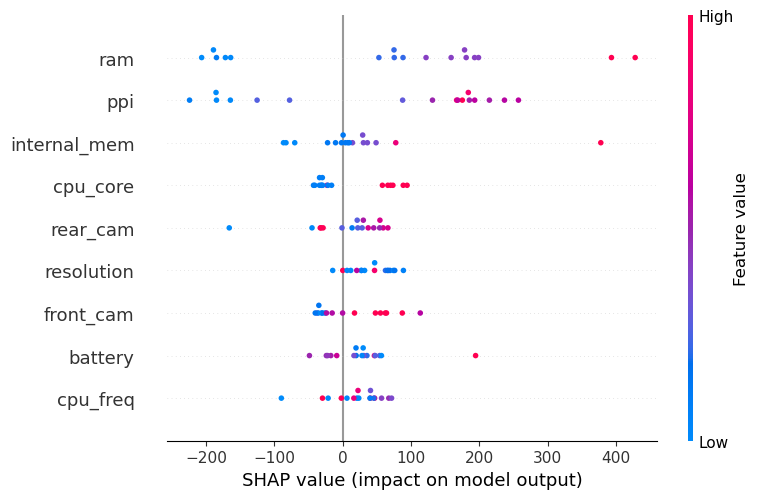 High
ram
ppi
internal_mem
cpu_core
rear_cam
resolution
front_cam
battery
cpu_freq
Feature value
Low
−200 −100 0 100 200 300 400
SHAP value (impact on model output)